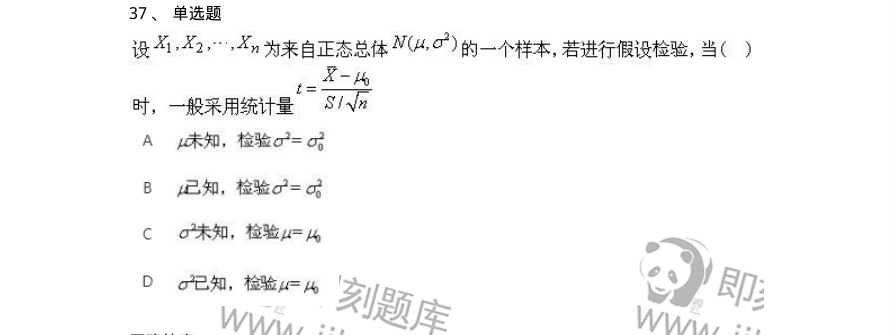 37 、 单选题
设 X₁,X₂,⋯,Xₙ 为来自正态总体 N(μ,σ²) 的一个样本, 若进行假设检验, 当( )
时, 一般采用统计量 t = (X̄ − μ₀) / (S / √n)
A μ未知, 检验σ²= σ₀²
B μ已知, 检验σ²= σ₀²
C σ²未知, 检验μ= μ₀
D σ²已知, 检验μ= μ₀
刻题库
即刻